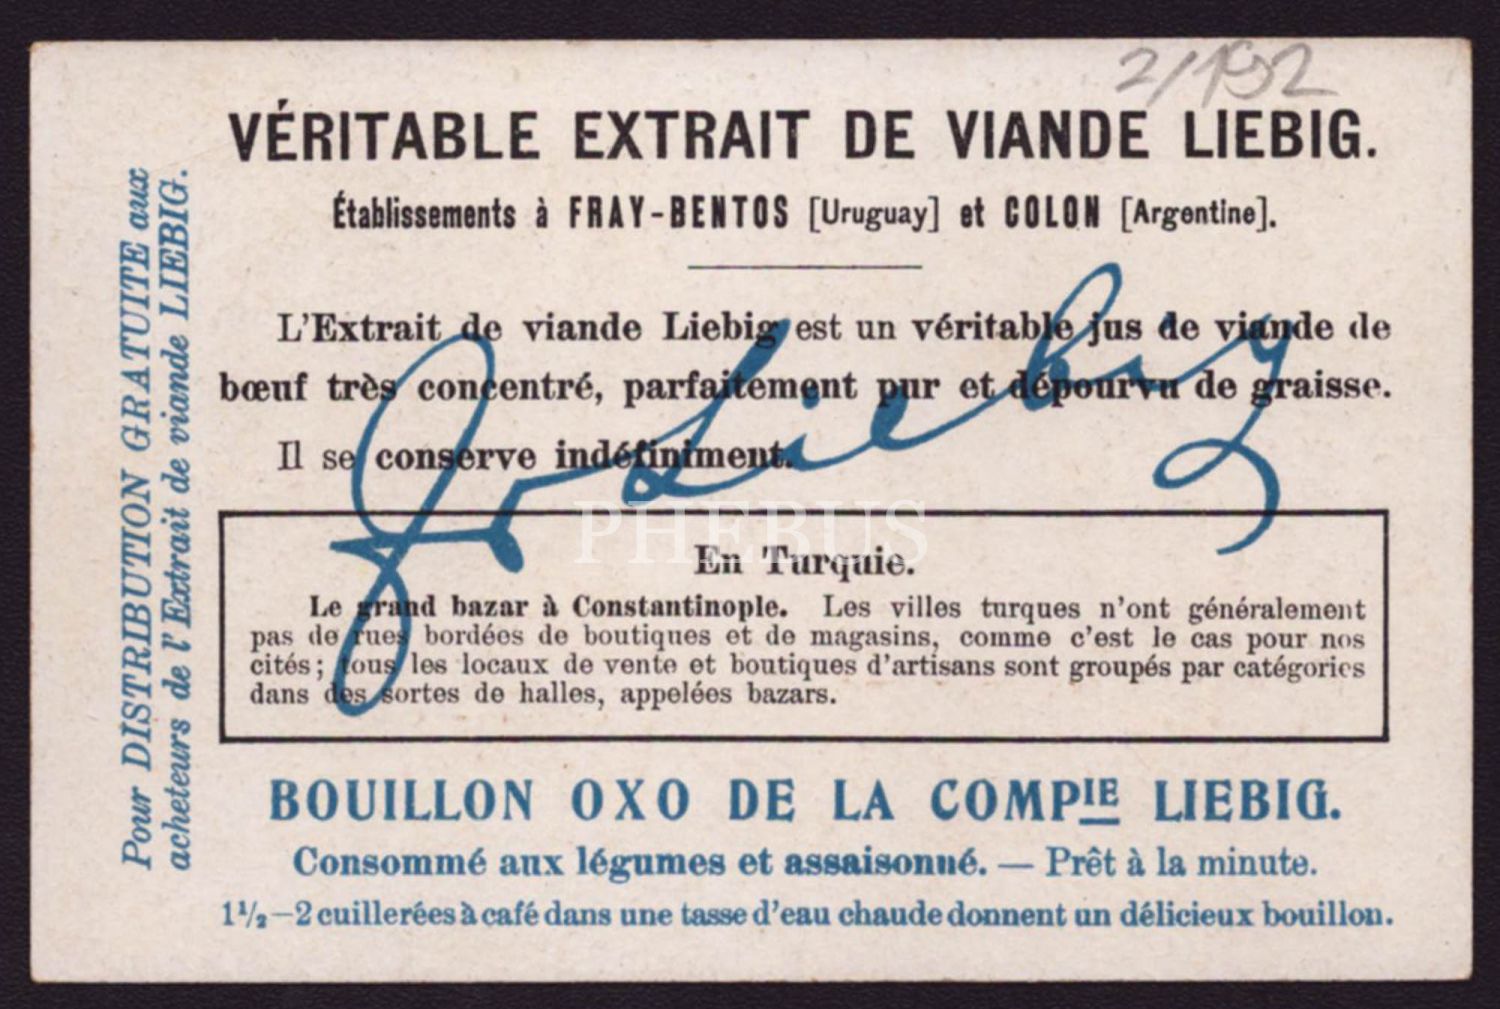 2/192
VÉRITABLE EXTRAIT DE VIANDE LIEBIG.
Établissements à FRAY-BENTOS [Uruguay] et COLON [Argentine].
L'Extrait de viande Liebig est un véritable jus de viande de
bœuf très concentré, parfaitement pur et dépourvu de graisse.
Il se conserve indéfiniment.
J v Liebig
PHEBUS
En Turquie.
Le grand bazar à Constantinople. Les villes turques n'ont généralement
pas de rues bordées de boutiques et de magasins, comme c'est le cas pour nos
cités; tous les locaux de vente et boutiques d'artisans sont groupés par catégories
dans des sortes de halles, appelées bazars.
BOUILLON OXO DE LA COMPIE LIEBIG.
Consommé aux légumes et assaisonné. — Prêt à la minute.
1½–2 cuillerées à café dans une tasse d'eau chaude donnent un délicieux bouillon.
Pour DISTRIBUTION GRATUITE aux
acheteurs de l'Extrait de viande LIEBIG.